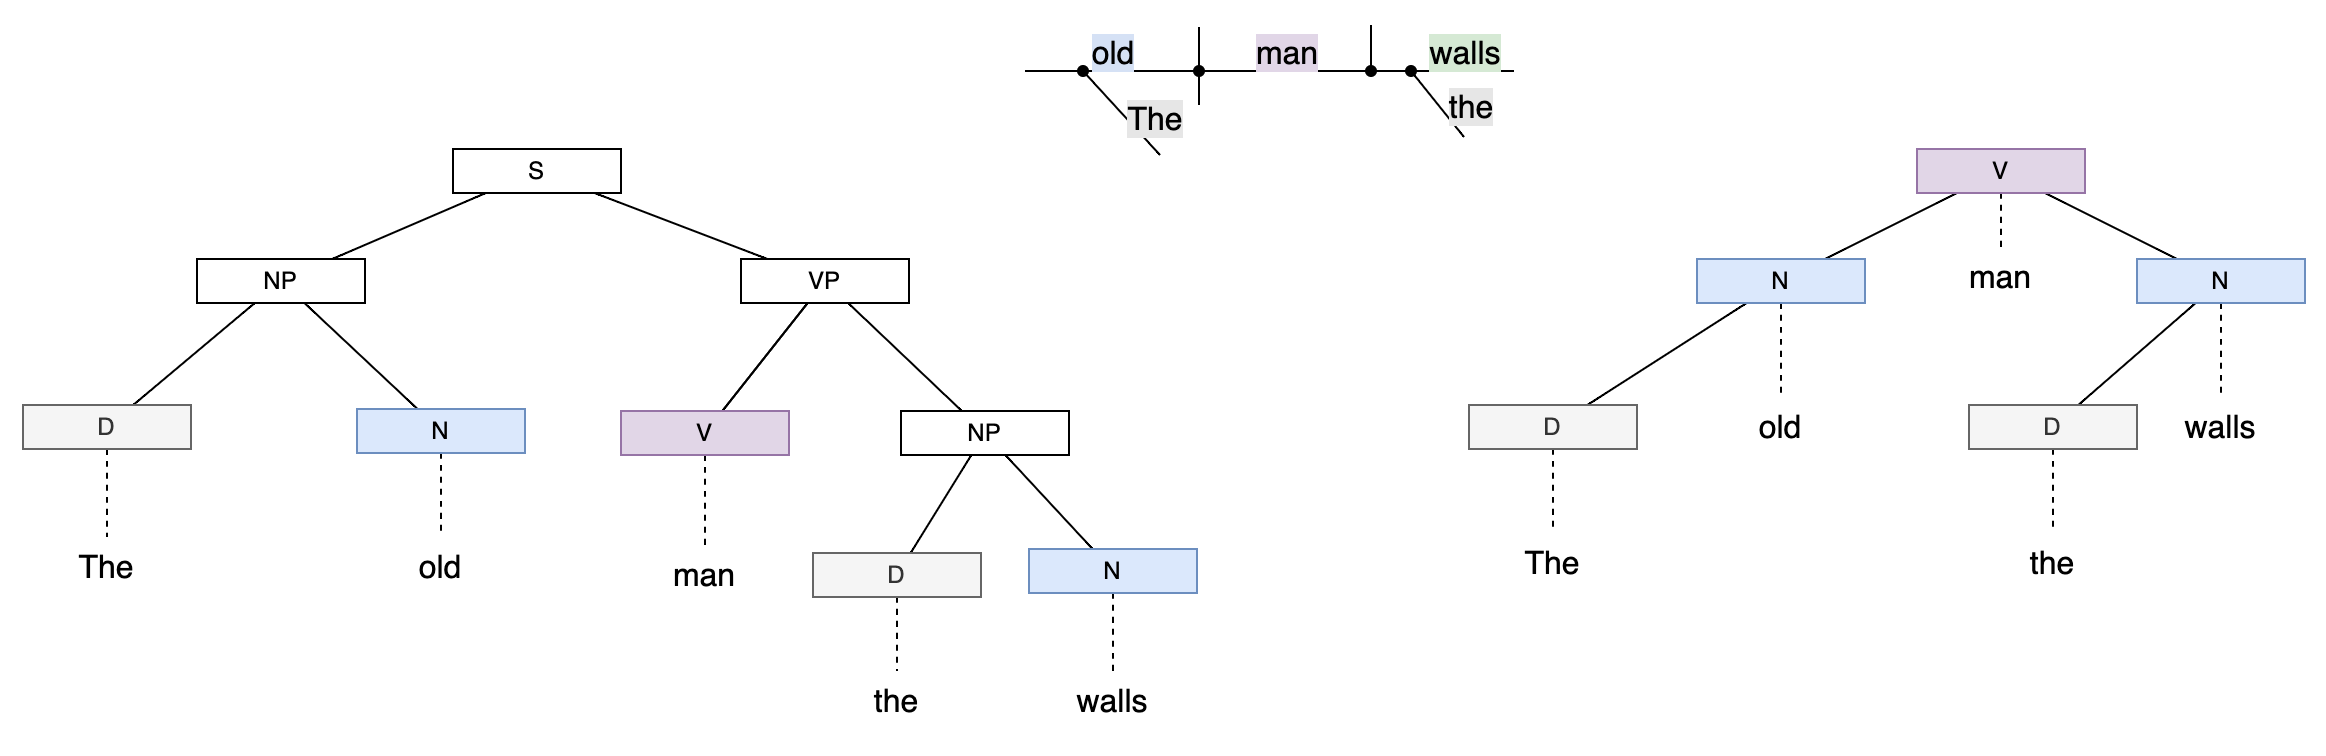 old man walls
The the
S
NP VP
D N V NP
The old man D N
the walls
V
N man N
D old D walls
The the